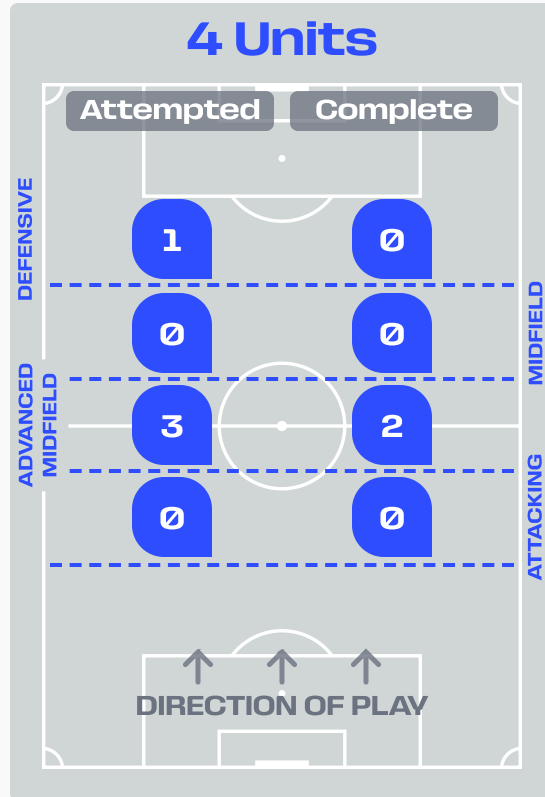 4 Units
Attempted
Complete
DEFENSIVE
1
0
MIDFIELD
0
0
ADVANCED
MIDFIELD
3
2
ATTACKING
0
0
DIRECTION OF PLAY